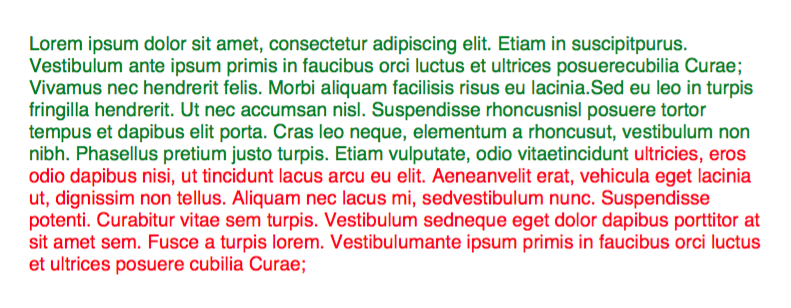 Lorem ipsum dolor sit amet, consectetur adipiscing elit. Etiam in suscipitpurus.
Vestibulum ante ipsum primis in faucibus orci luctus et ultrices posuerecubilia Curae;
Vivamus nec hendrerit felis. Morbi aliquam facilisis risus eu lacinia.Sed eu leo in turpis
fringilla hendrerit. Ut nec accumsan nisl. Suspendisse rhoncusnisl posuere tortor
tempus et dapibus elit porta. Cras leo neque, elementum a rhoncusut, vestibulum non
nibh. Phasellus pretium justo turpis. Etiam vulputate, odio vitaetincidunt ultricies, eros
odio dapibus nisi, ut tincidunt lacus arcu eu elit. Aeneanvelit erat, vehicula eget lacinia
ut, dignissim non tellus. Aliquam nec lacus mi, sedvestibulum nunc. Suspendisse
potenti. Curabitur vitae sem turpis. Vestibulum sedneque eget dolor dapibus porttitor at
sit amet sem. Fusce a turpis lorem. Vestibulumante ipsum primis in faucibus orci luctus
et ultrices posuere cubilia Curae;